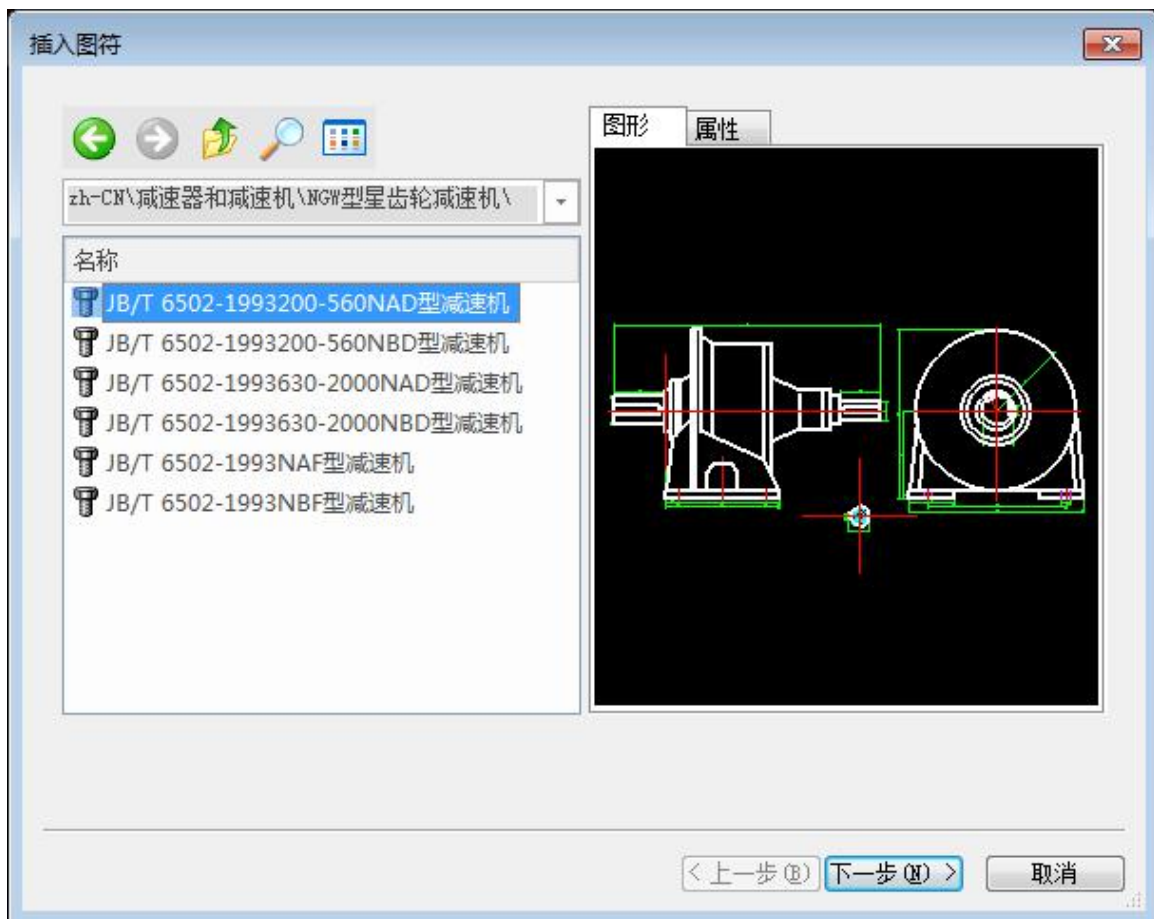 插入图符
图形
属性
zh-CN\减速器和减速机\NGW型星齿轮减速机\
名称
JB/T 6502-1993200-560NAD型减速机
JB/T 6502-1993200-560NBD型减速机
JB/T 6502-1993630-2000NAD型减速机
JB/T 6502-1993630-2000NBD型减速机
JB/T 6502-1993NAF型减速机
JB/T 6502-1993NBF型减速机
< 上一步(B) 下一步(N) > 取消